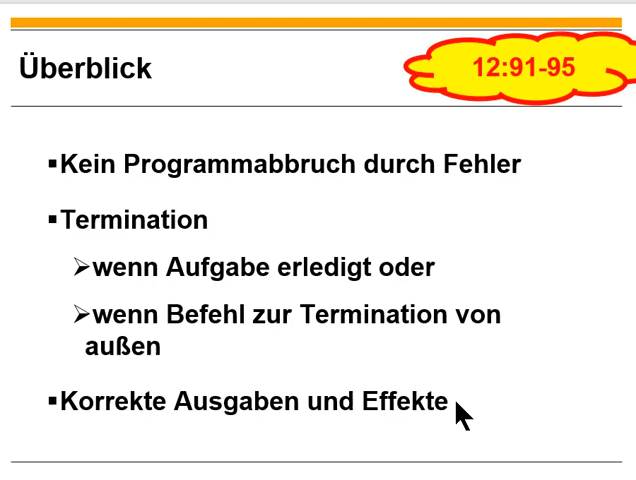 Überblick
12:91-95
▪Kein Programmabbruch durch Fehler
▪Termination
➢wenn Aufgabe erledigt oder
➢wenn Befehl zur Termination von
außen
▪Korrekte Ausgaben und Effekte